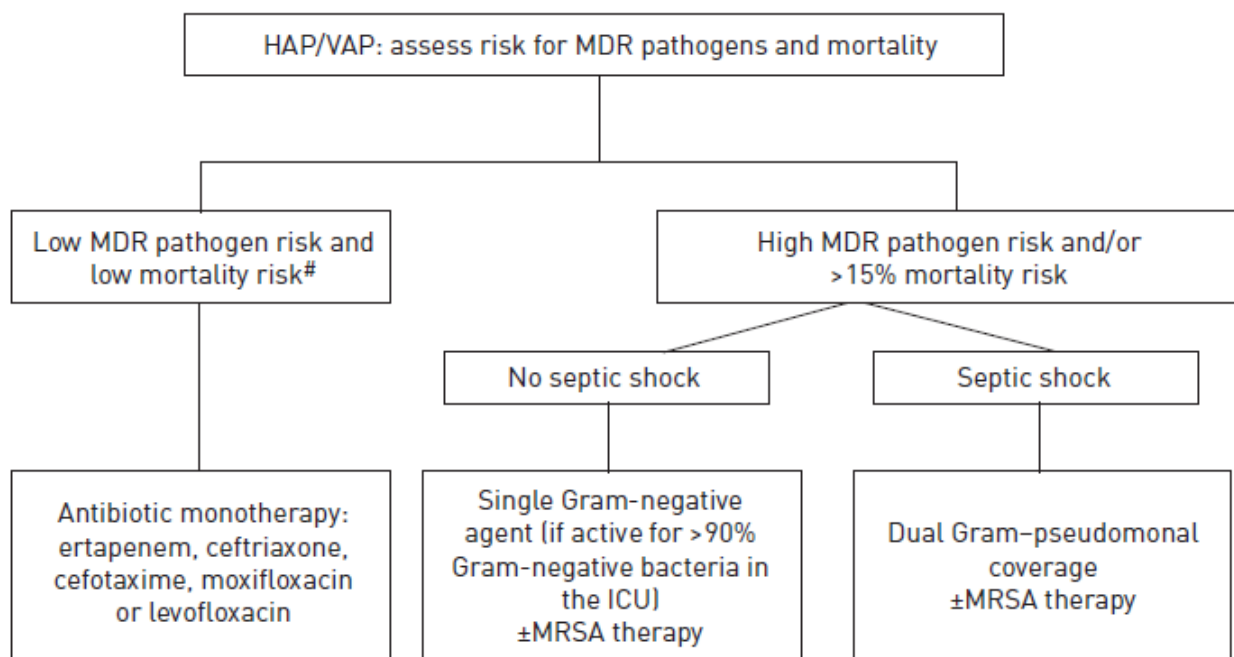 HAP/VAP: assess risk for MDR pathogens and mortality
Low MDR pathogen risk and
low mortality risk#
High MDR pathogen risk and/or
>15% mortality risk
No septic shock
Septic shock
Antibiotic monotherapy:
ertapenem, ceftriaxone,
cefotaxime, moxifloxacin
or levofloxacin
Single Gram-negative
agent (if active for >90%
Gram-negative bacteria in
the ICU)
±MRSA therapy
Dual Gram–pseudomonal
coverage
±MRSA therapy